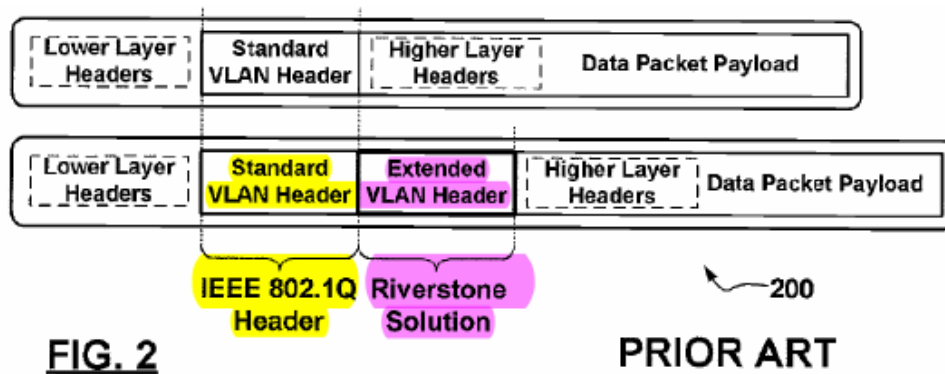 Lower Layer Headers
Standard VLAN Header
Higher Layer Headers
Data Packet Payload
Lower Layer Headers
Standard VLAN Header
Extended VLAN Header
Higher Layer Headers
Data Packet Payload
IEEE 802.1Q Header
Riverstone Solution
200
FIG. 2
PRIOR ART